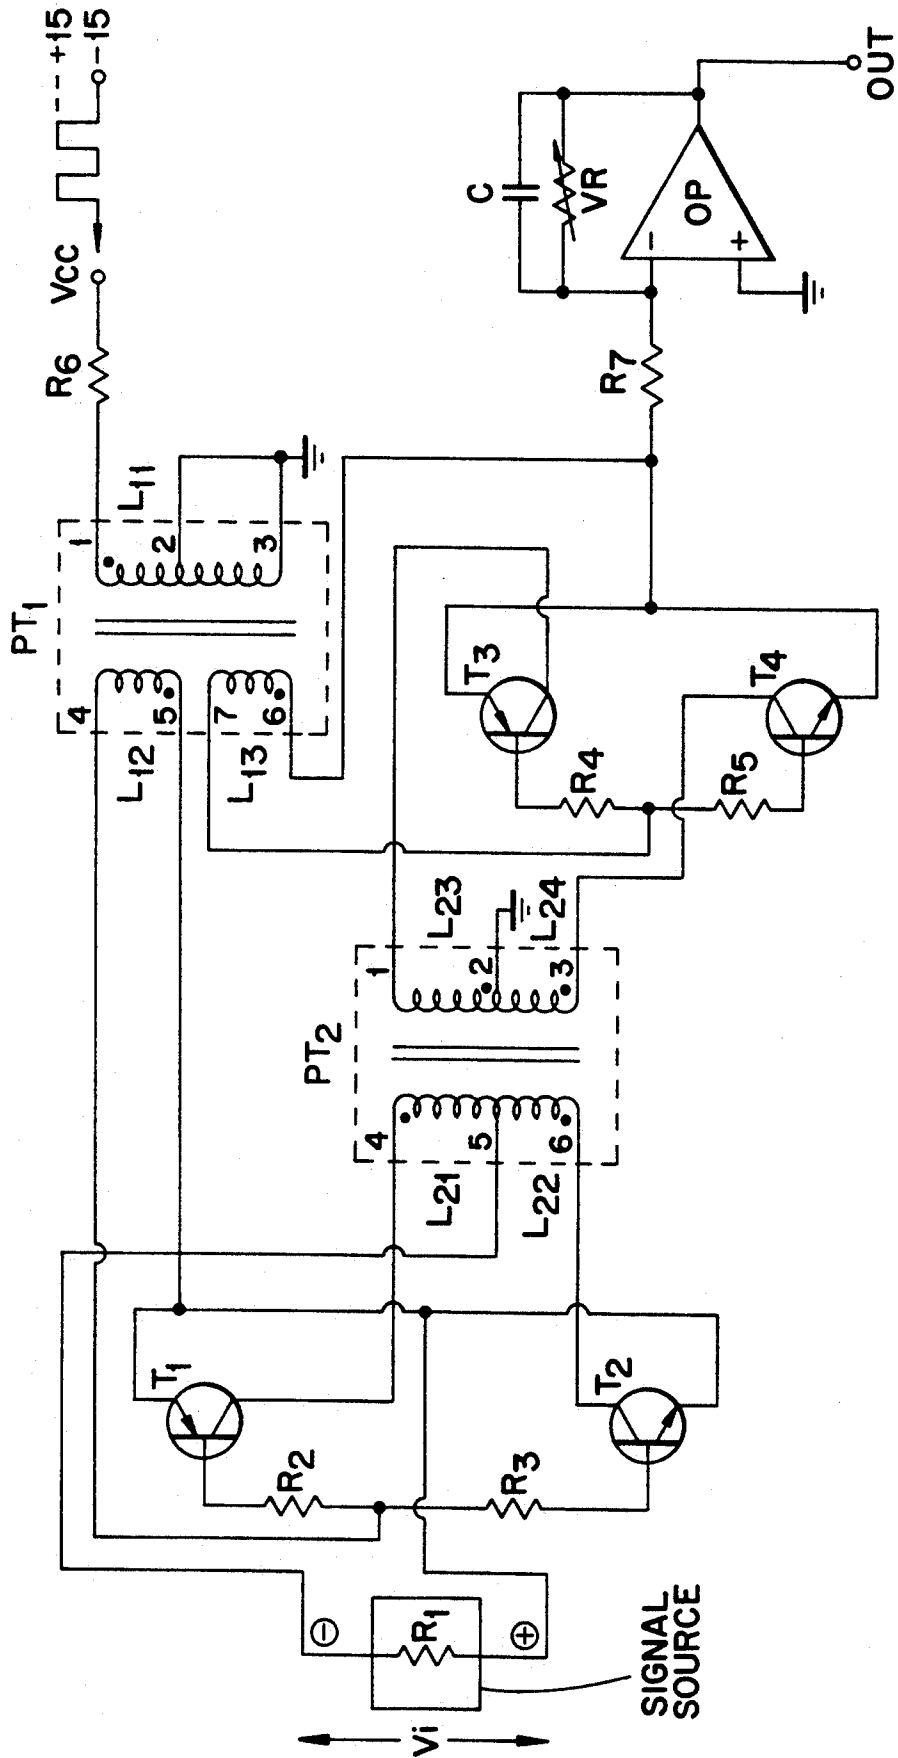 +15
-15
Vcc
R6
L11
1
2
3
PT1
4
5
7
6
L12
L13
C
VR
OP
-
+
OUT
R7
T3
T4
R4
R5
L23
L24
1
2
3
PT2
4
5
6
L21
L22
T1
T2
R2
R3
-
+
R1
Vi
SIGNAL
SOURCE